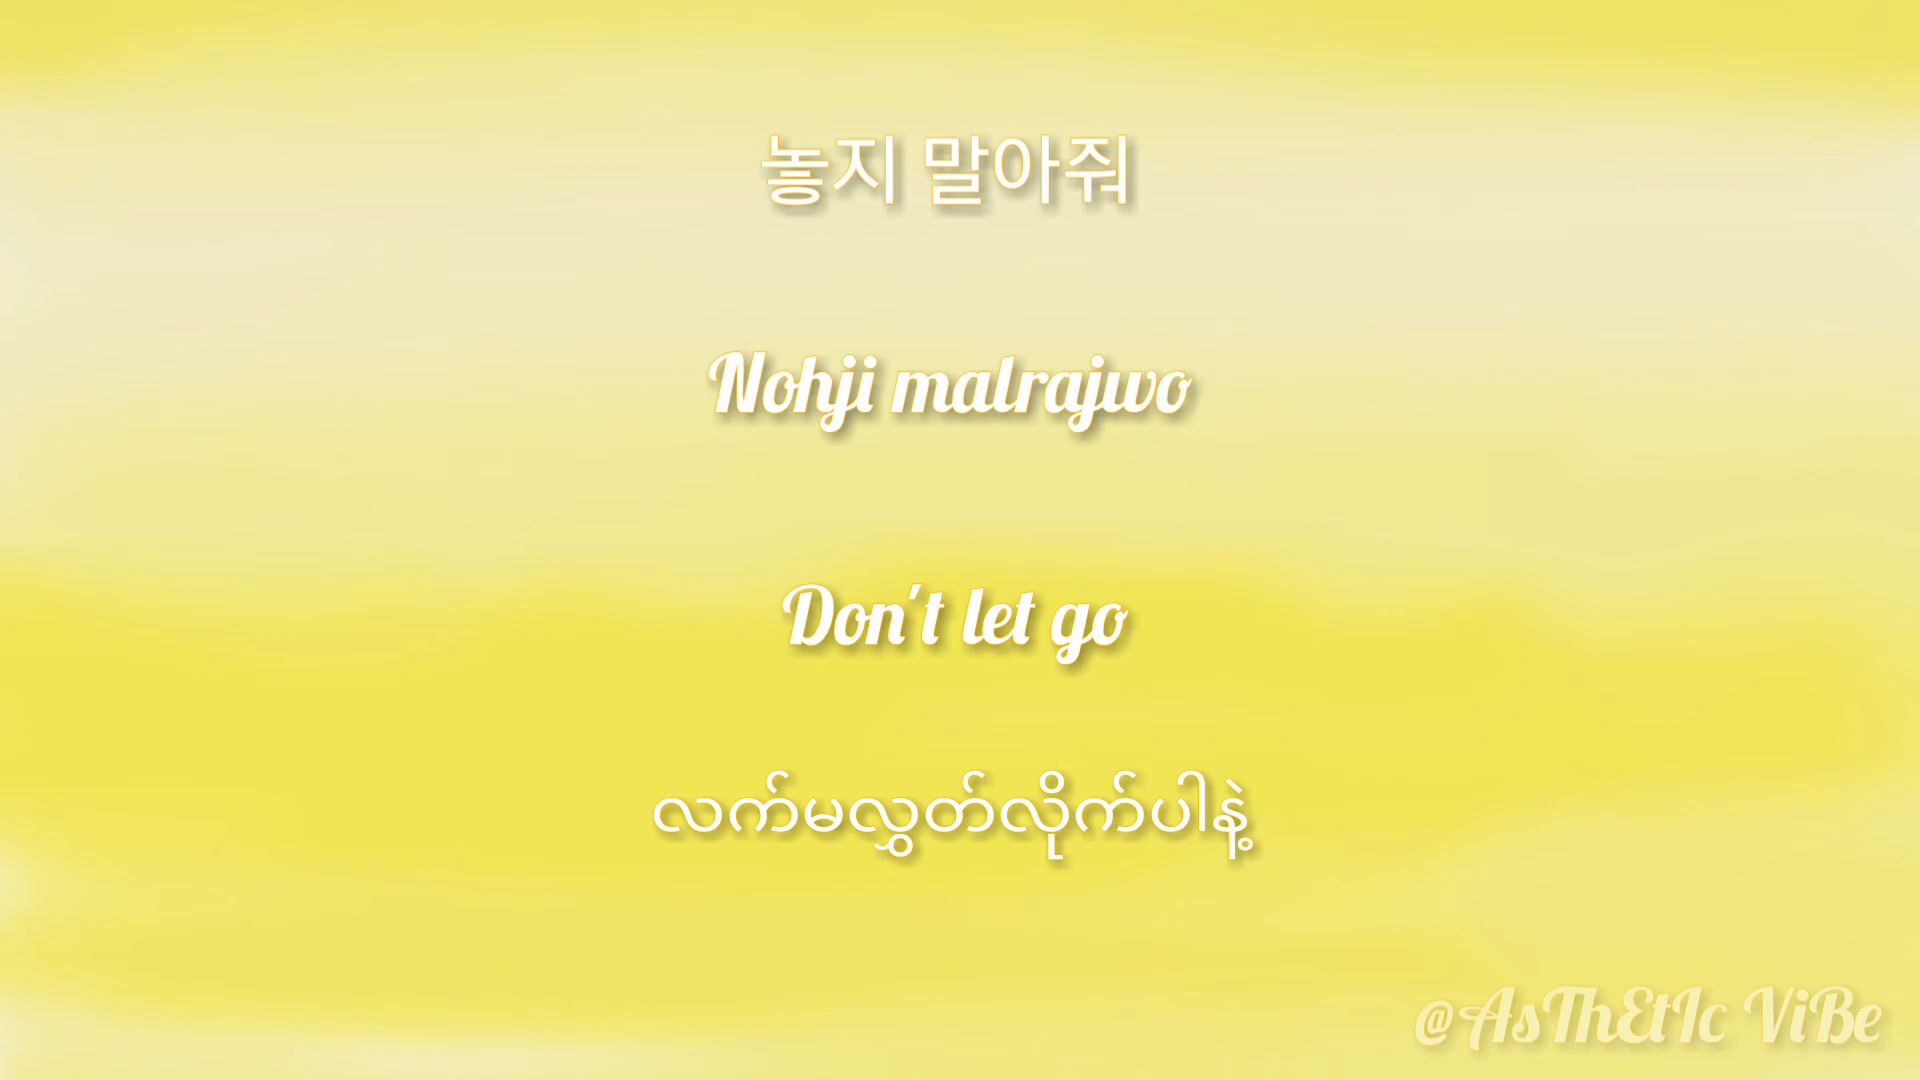 놓지 말아줘
Nohji malrajwo
Don't let go
လက်မလွှတ်လိုက်ပါနဲ့
@AsThEtIc ViBe